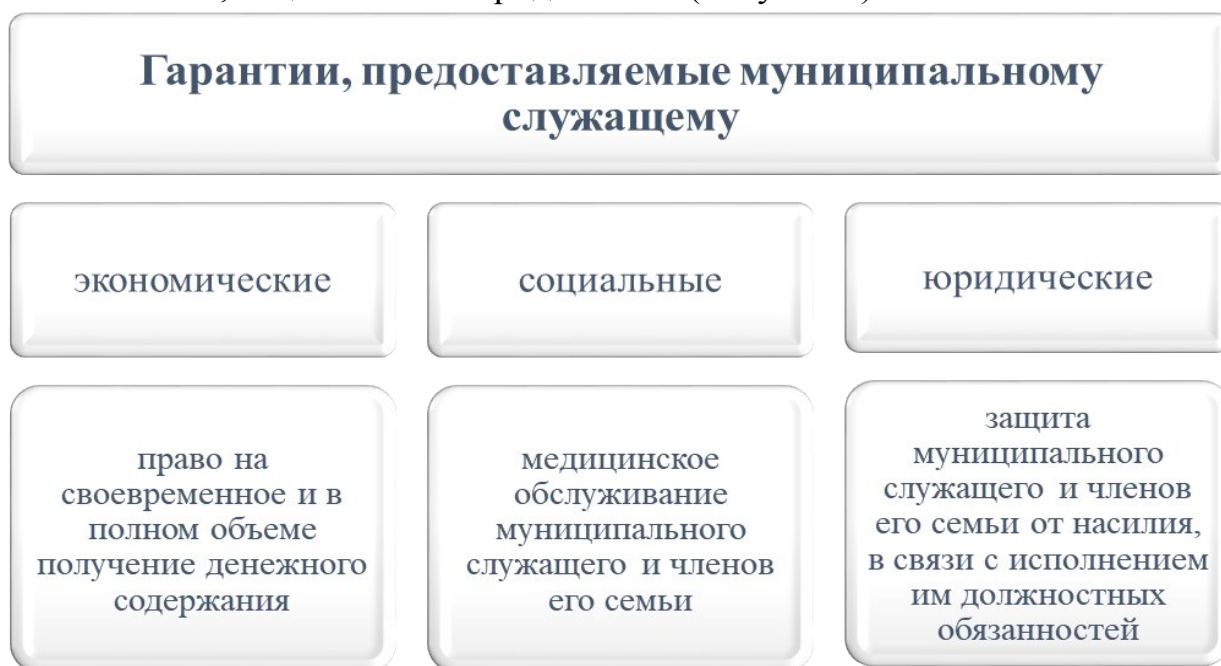 Гарантии, предоставляемые муниципальному
служащему
экономические
социальные
юридические
право на
своевременное и в
полном объеме
получение денежного
содержания
медицинское
обслуживание
муниципального
служащего и членов
его семьи
защита
муниципального
служащего и членов
его семьи от насилия,
в связи с исполнением
им должностных
обязанностей